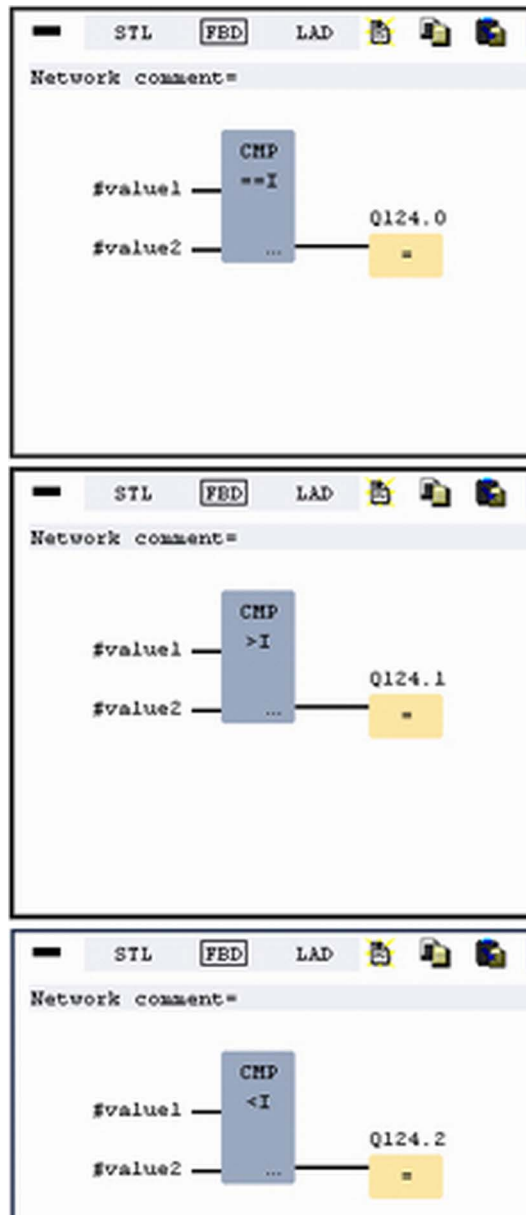 STL FBD LAD
Network comment=
CMP
==I
#value1
Q124.0
#value2 ... =
STL FBD LAD
Network comment=
CMP
>I
#value1
Q124.1
#value2 ... =
STL FBD LAD
Network comment=
CMP
<I
#value1
Q124.2
#value2 ... =